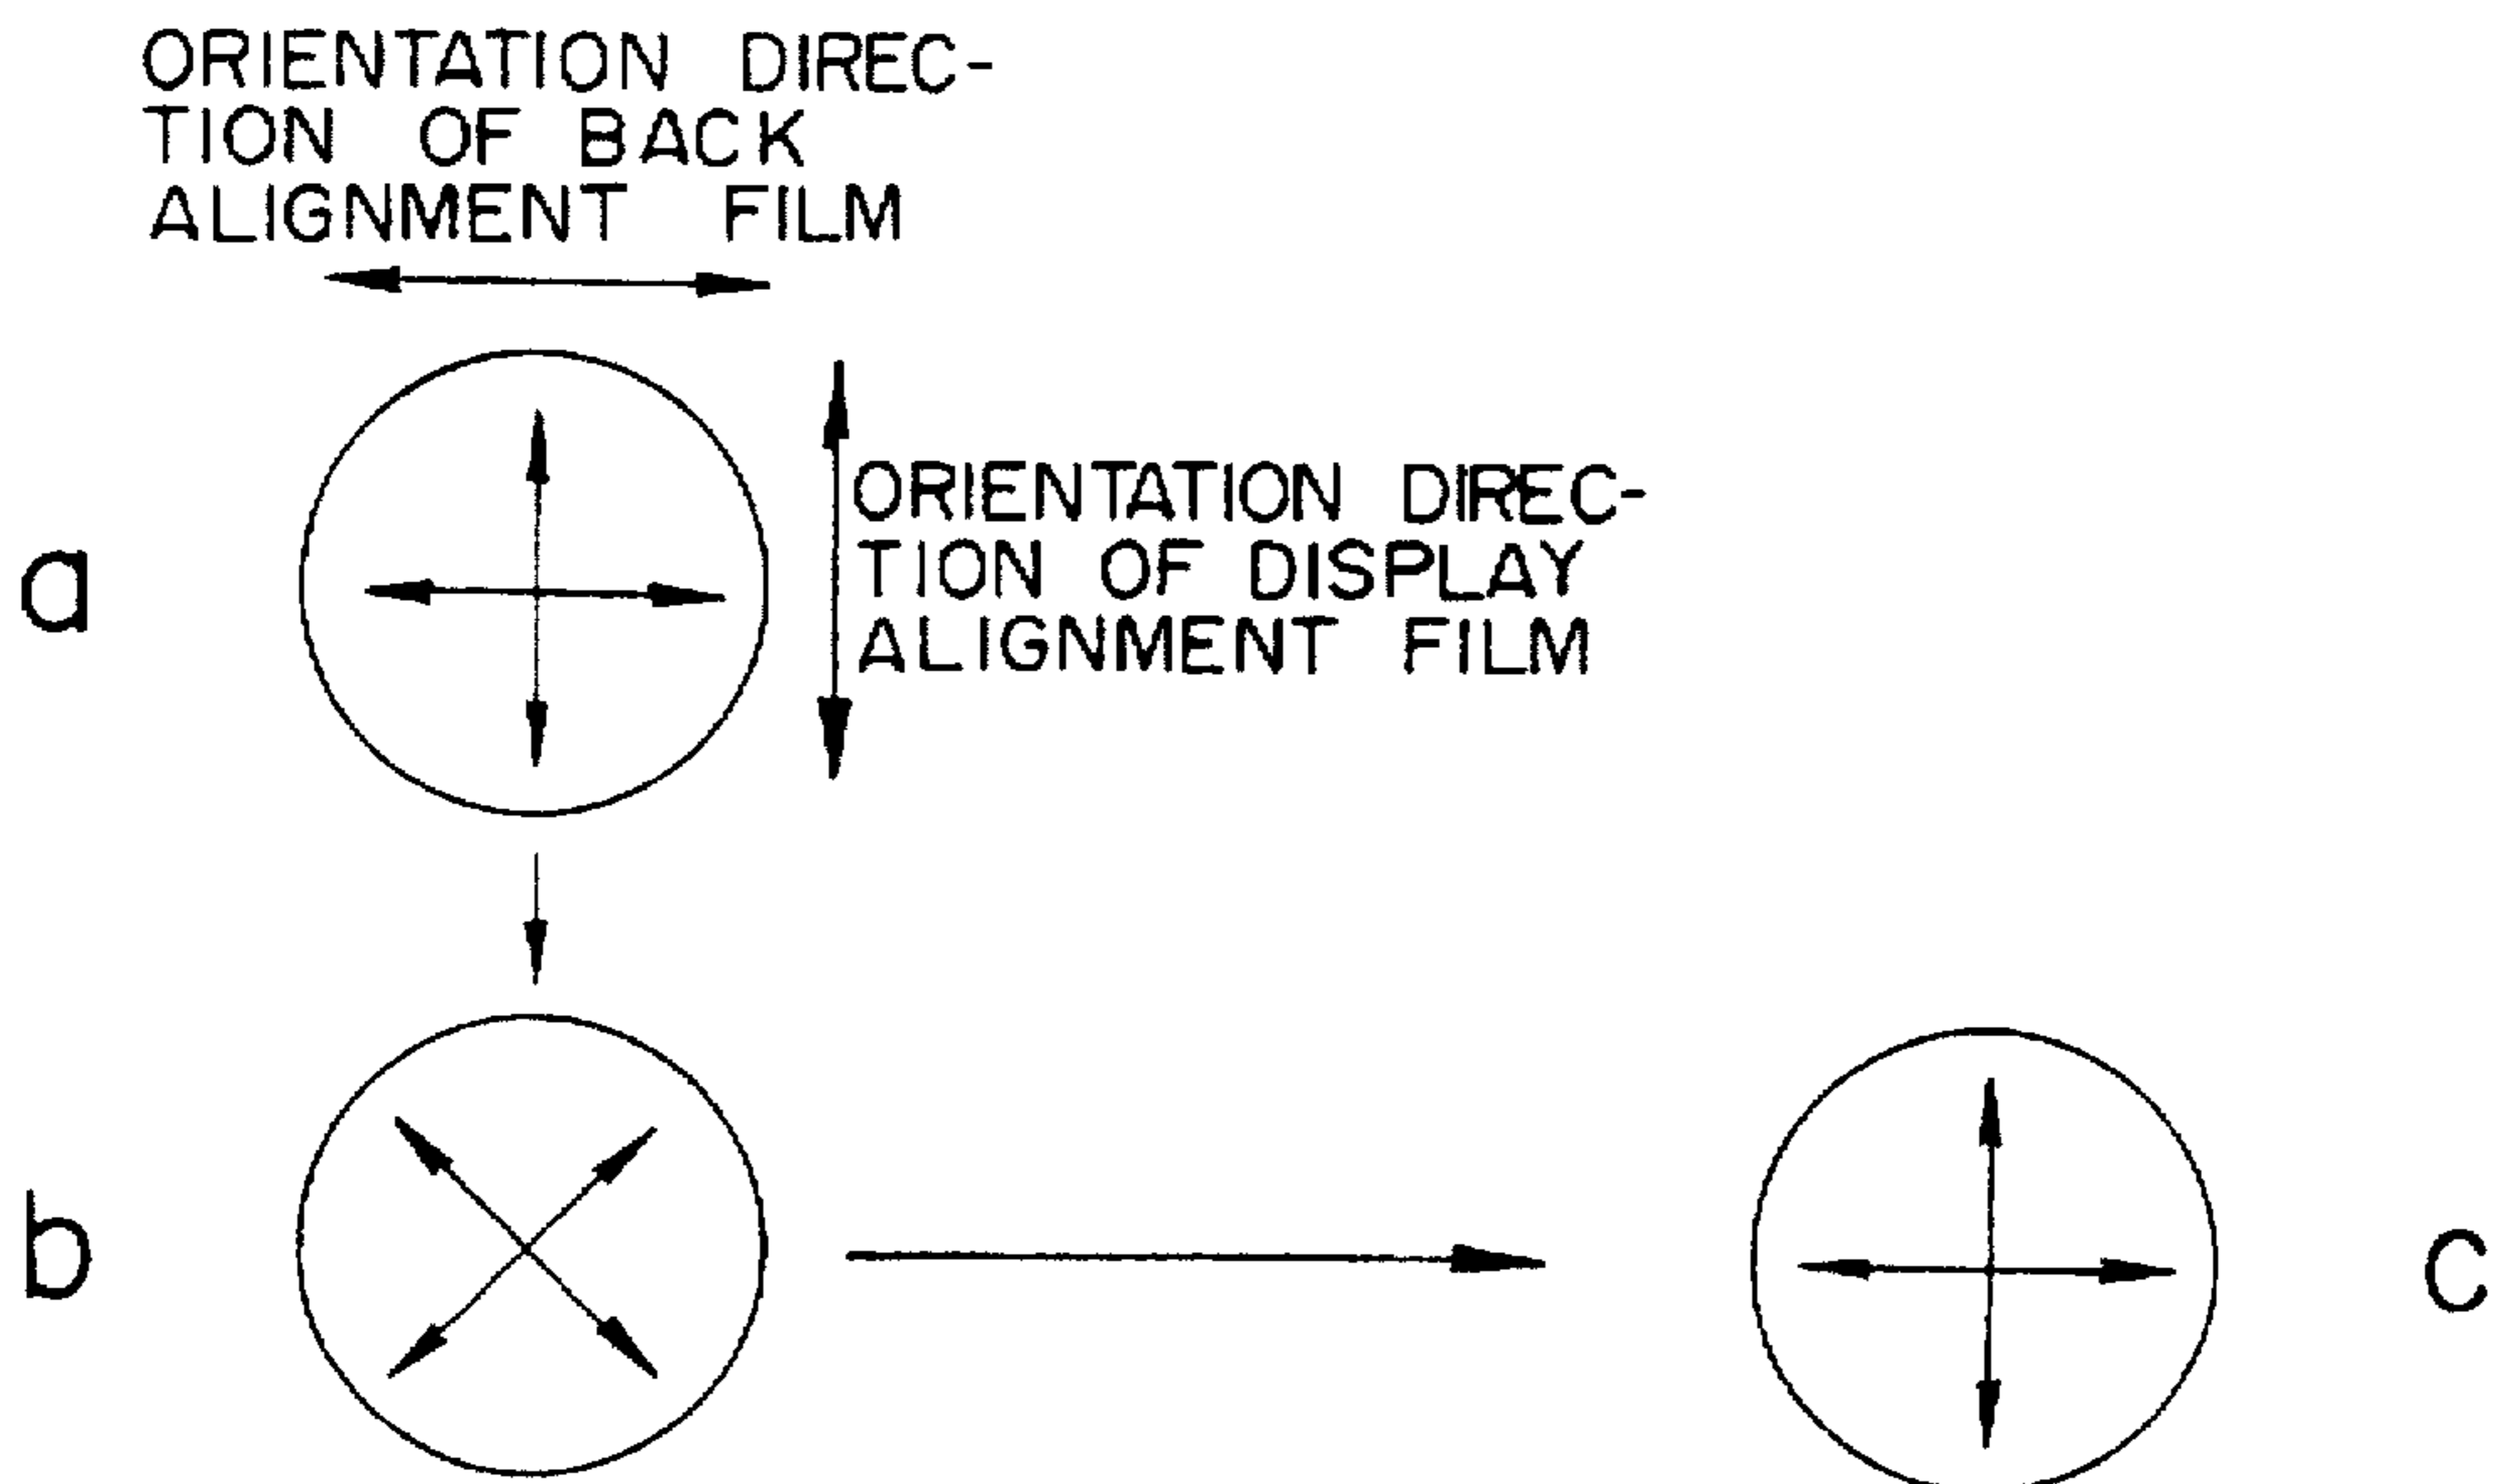 ORIENTATION DIREC-
TION OF BACK
ALIGNMENT FILM
ORIENTATION DIREC-
TION OF DISPLAY
ALIGNMENT FILM
a
b
c